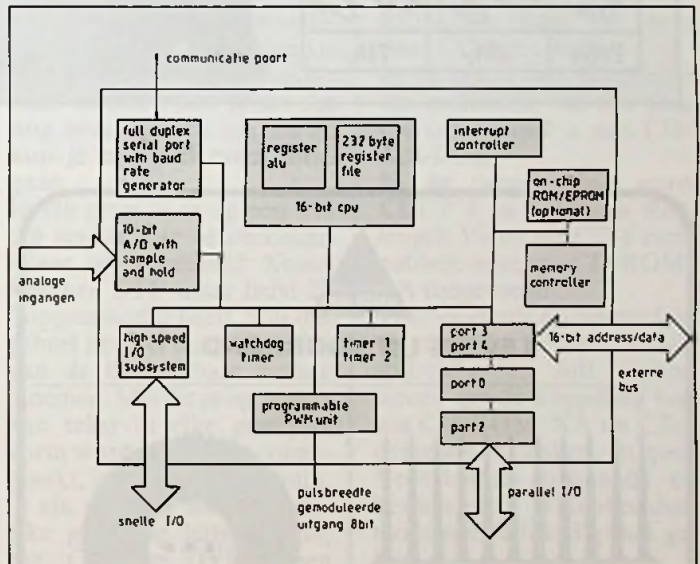 communicatie poort
full duplex
serial port
with baud
rate
generator
register
alu
232 byte
register
file
16-bit cpu
interrupt
controller
on-chip
ROM/EPROM
(optional)
10-bit
A/D with
sample
and hold
memory
controller
analoge
ingangen
high speed
I/O
subsystem
watchdog
timer
timer 1
timer 2
port 3
port 4
16-bit address/data
externe
bus
programmable
PWM unit
port 0
port 2
snelle I/O
pulsbreedte
gemoduleerde
uitgang 8bit
parallel I/O